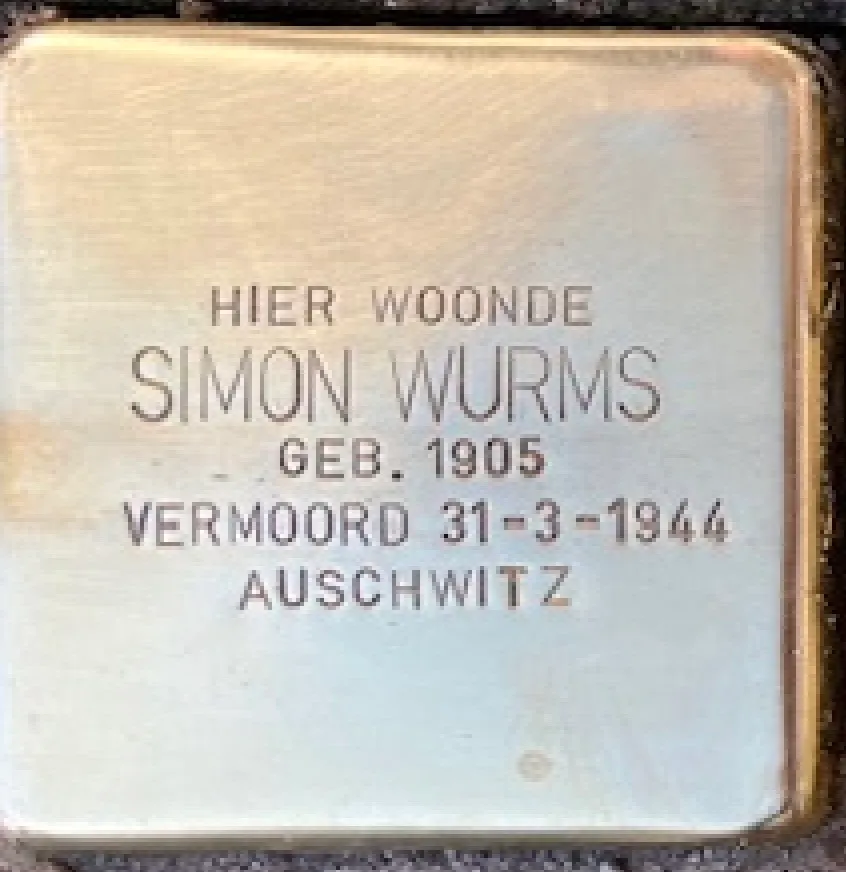 HIER WOONDE
SIMON WURMS
GEB. 1905
VERMOORD 31-3-1944
AUSCHWITZ